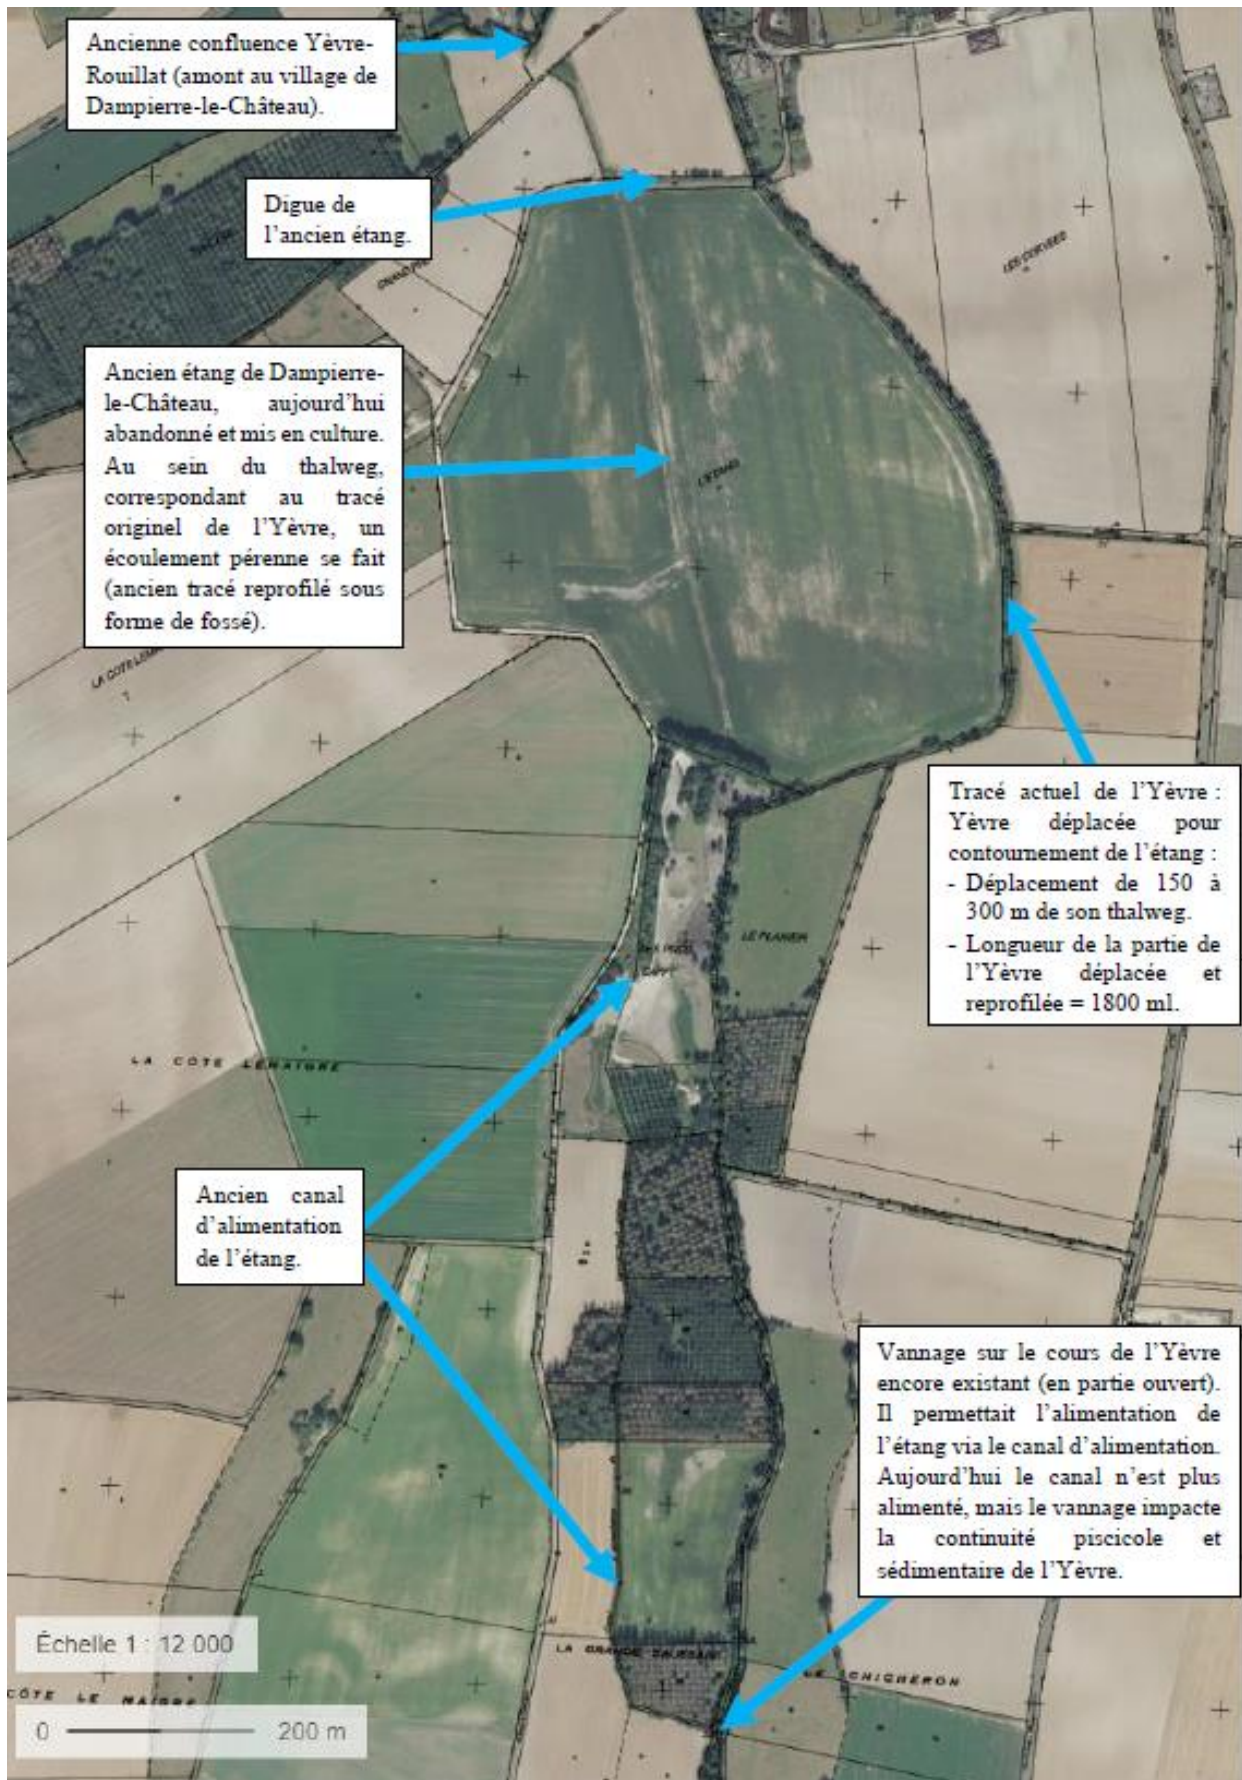 Ancienne confluence Yèvre-
Rouillat (amont au village de
Dampierre-le-Château).
Digue de
l'ancien étang.
LES CORVEES
Ancien étang de Dampierre-
le-Château, aujourd'hui
abandonné et mis en culture.
Au sein du thalweg,
correspondant au tracé
originel de l'Yèvre, un
écoulement pérenne se fait
(ancien tracé reprofilé sous
forme de fossé).
L'ETANG
LA COTE
Tracé actuel de l'Yèvre :
Yèvre déplacée pour
contournement de l'étang :
- Déplacement de 150 à
300 m de son thalweg.
- Longueur de la partie de
l'Yèvre déplacée et
reprofilée = 1800 ml.
LE PLANEM
LA COTE LEMAIGRE
Ancien canal
d'alimentation
de l'étang.
Vannage sur le cours de l'Yèvre
encore existant (en partie ouvert).
Il permettait l'alimentation de
l'étang via le canal d'alimentation.
Aujourd'hui le canal n'est plus
alimenté, mais le vannage impacte
la continuité piscicole et
sédimentaire de l'Yèvre.
Échelle 1 : 12 000
LA GRANDE
LE CHIGNERON
CÔTE LE MAIGRE
0 200 m